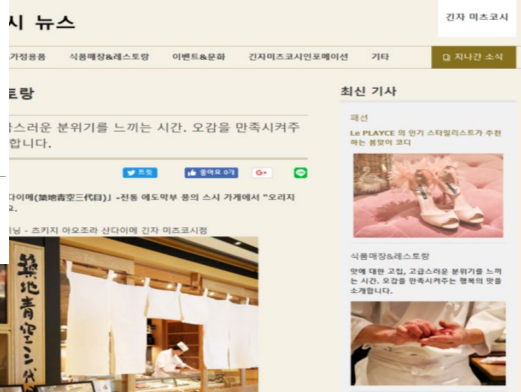 시 뉴스
긴자 미츠코시
가정용품 식품매장&레스토랑 이벤트&문화 긴자미츠코시인포메이션 기타
지나간 소식
토랑
급스러운 분위기를 느끼는 시간. 오감을 만족시켜주
합니다.
트윗
좋아요 0개
G+
다이메(築地青空三代目)」-전통 에도막부 풍의 스시 가게에서 "오리지
요.
이닝 - 츠키지 아오조라 산다이메 긴자 미츠코시점
築地青空三代
최신 기사
패션
Le PLAYCE 의 인기 스타일리스트가 추천
하는 봄맞이 코디
식품매장&레스토랑
맛에 대한 고집, 고급스러운 분위기를 느끼
는 시간. 오감을 만족시켜주는 행복의 맛을
소개합니다.